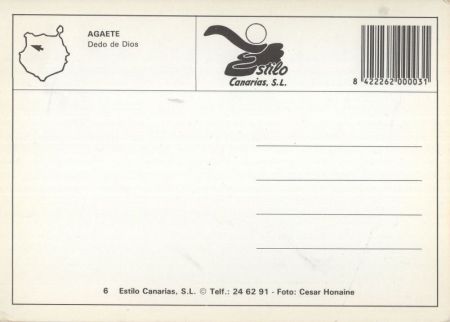 AGAETE
Dedo de Dios
Estilo
Canarias, S.L.
8 422262 000031
6 Estilo Canarias, S.L. © Telf.: 24 62 91 - Foto: Cesar Honaine